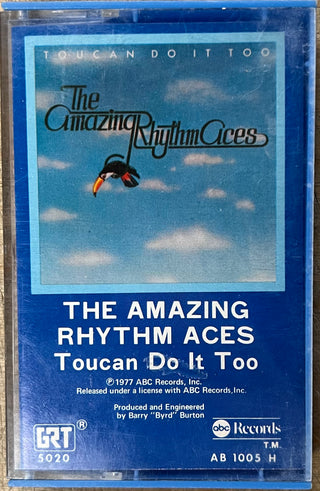 TOUCAN DO IT TOO
The
Amazing Rhythm Aces
THE AMAZING
RHYTHM ACES
Toucan Do It Too
℗1977 ABC Records, Inc.
Released under a license with ABC Records, Inc.
Produced and Engineered
by Barry "Byrd" Burton
GRT®
5020
abc Records
T.M.
AB 1005 H